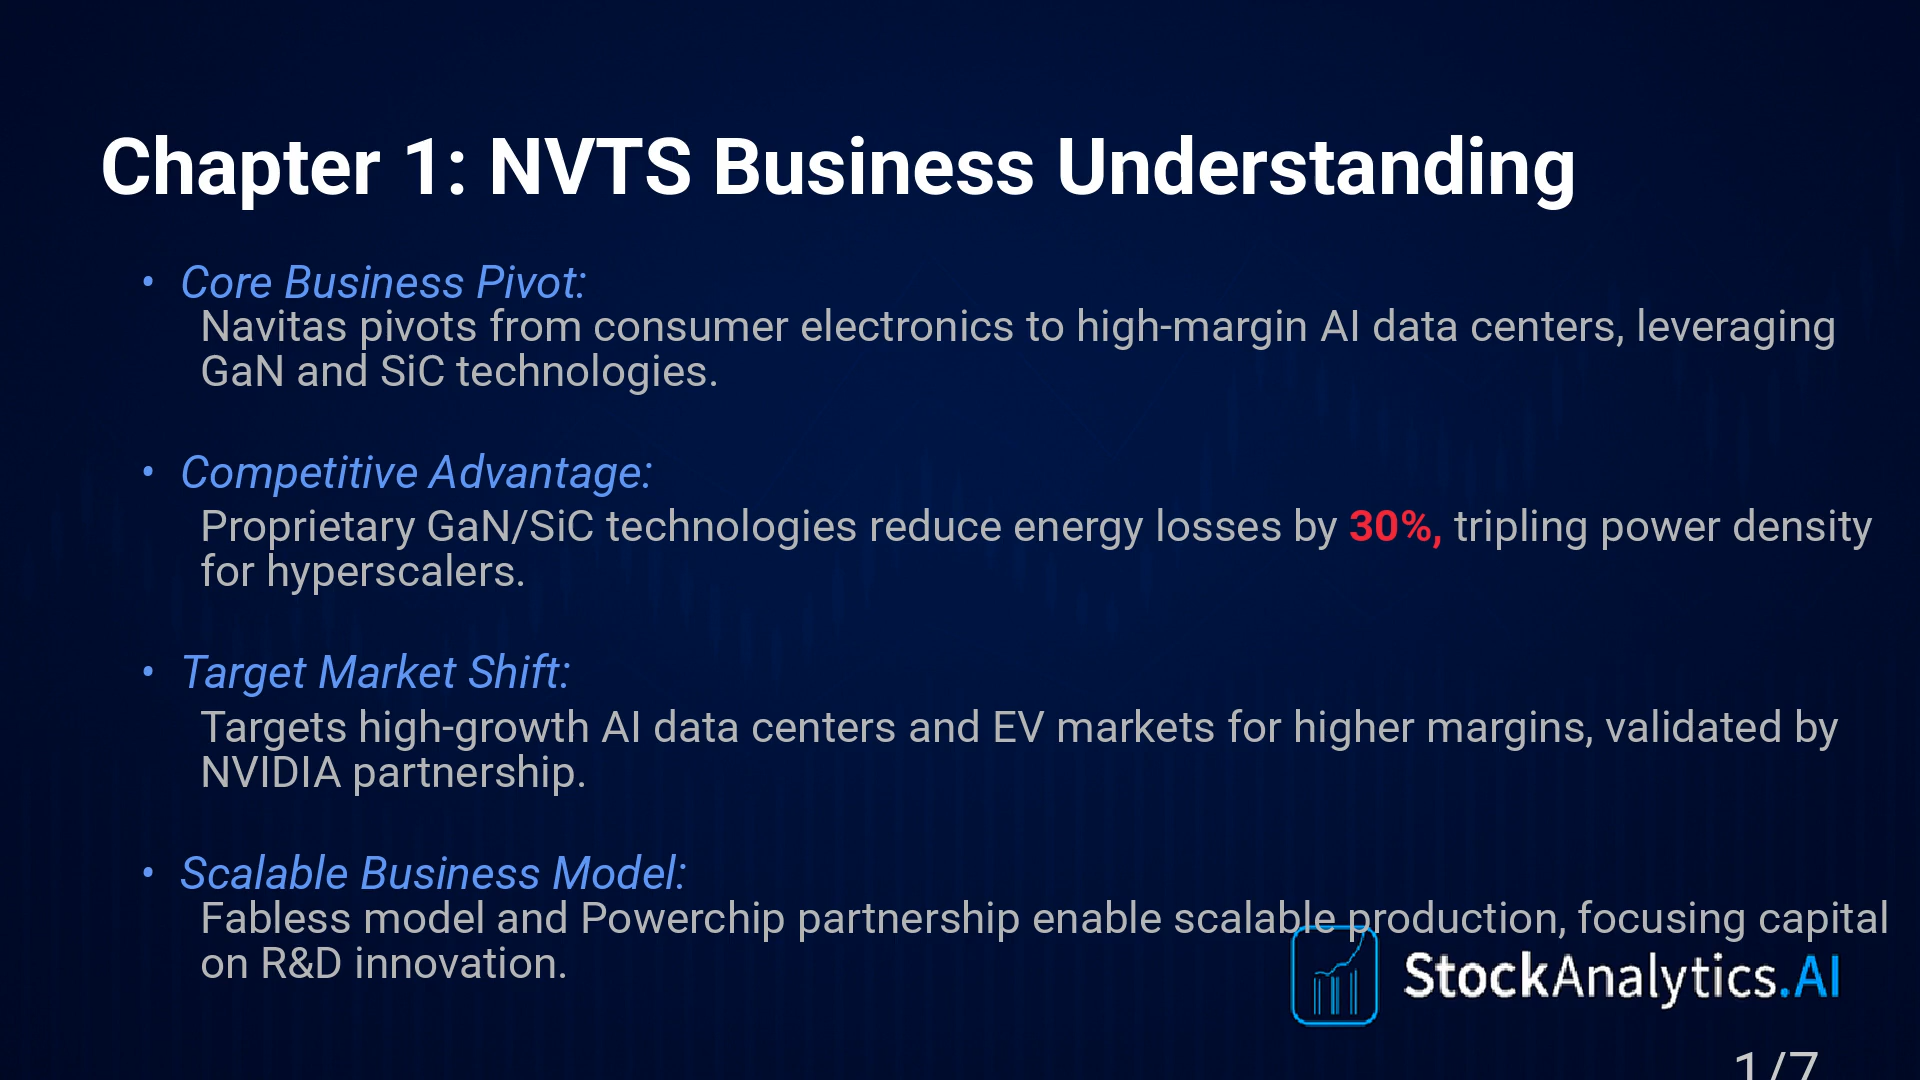 Chapter 1: NVTS Business Understanding
• Core Business Pivot:
Navitas pivots from consumer electronics to high-margin AI data centers, leveraging
GaN and SiC technologies.
• Competitive Advantage:
Proprietary GaN/SiC technologies reduce energy losses by 30%, tripling power density
for hyperscalers.
• Target Market Shift:
Targets high-growth AI data centers and EV markets for higher margins, validated by
NVIDIA partnership.
• Scalable Business Model:
Fabless model and Powerchip partnership enable scalable production, focusing capital
on R&D innovation.
StockAnalytics.AI
1/7